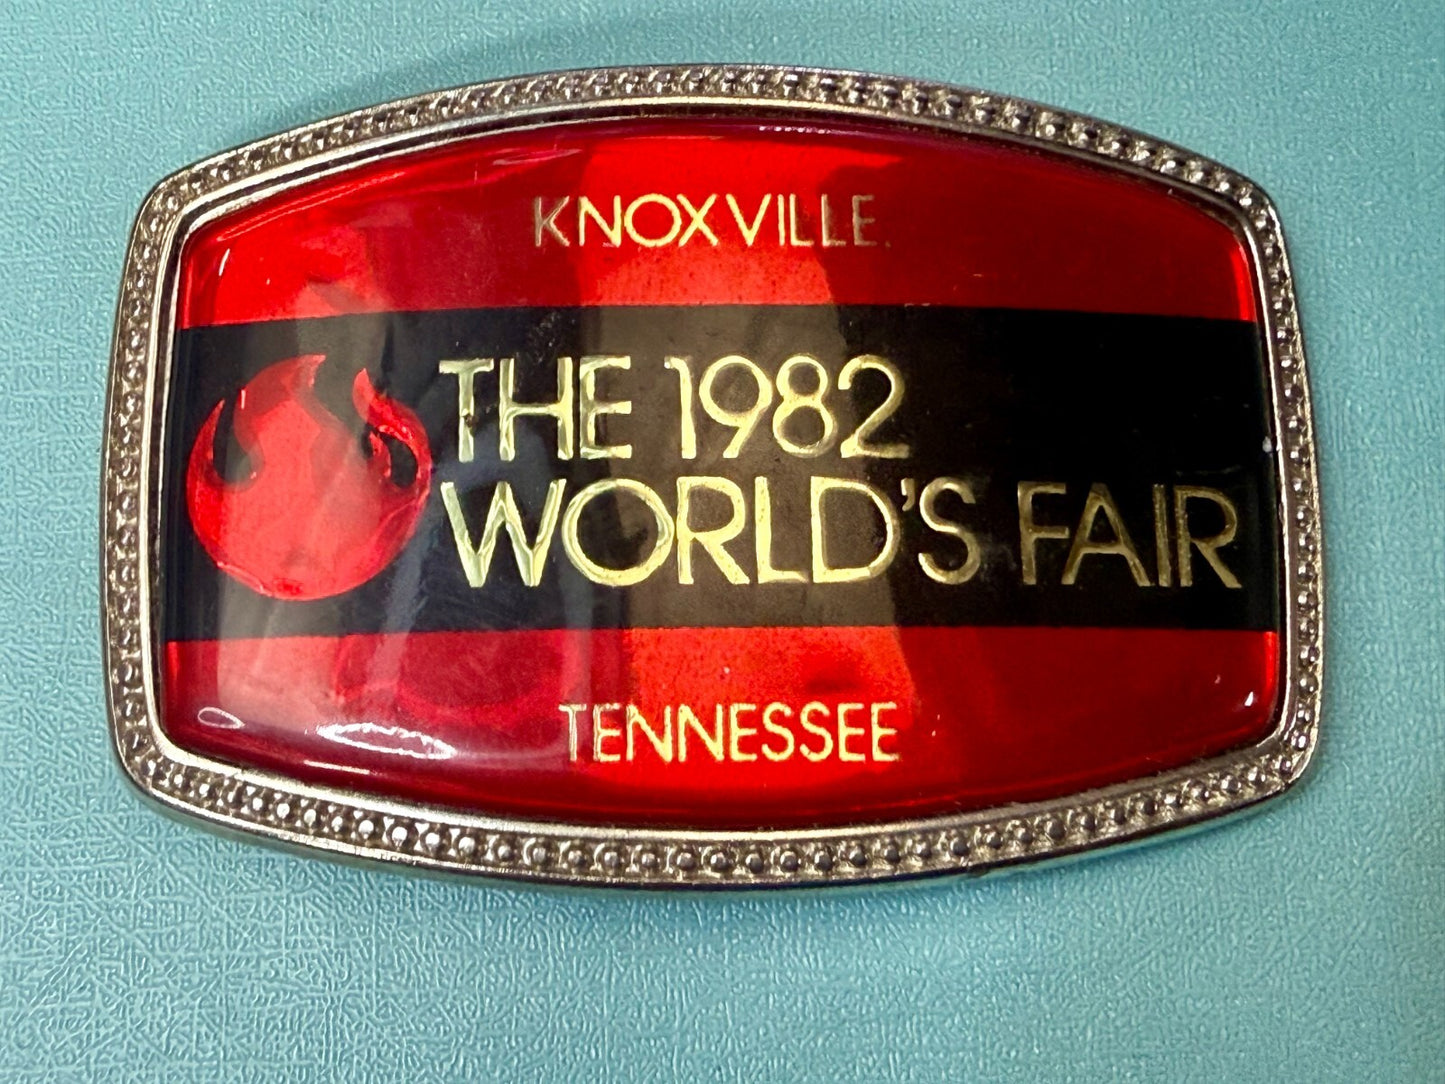 KNOXVILLE,
THE 1982
WORLD'S FAIR
TENNESSEE